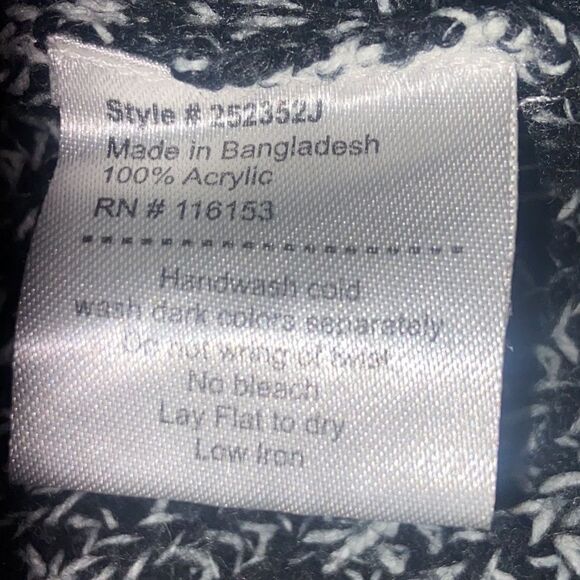 Style # 252352J
Made in Bangladesh
100% Acrylic
RN # 116153
Handwash cold
wash dark colors separately
Do not wring or twist
No bleach
Lay Flat to dry
Low Iron